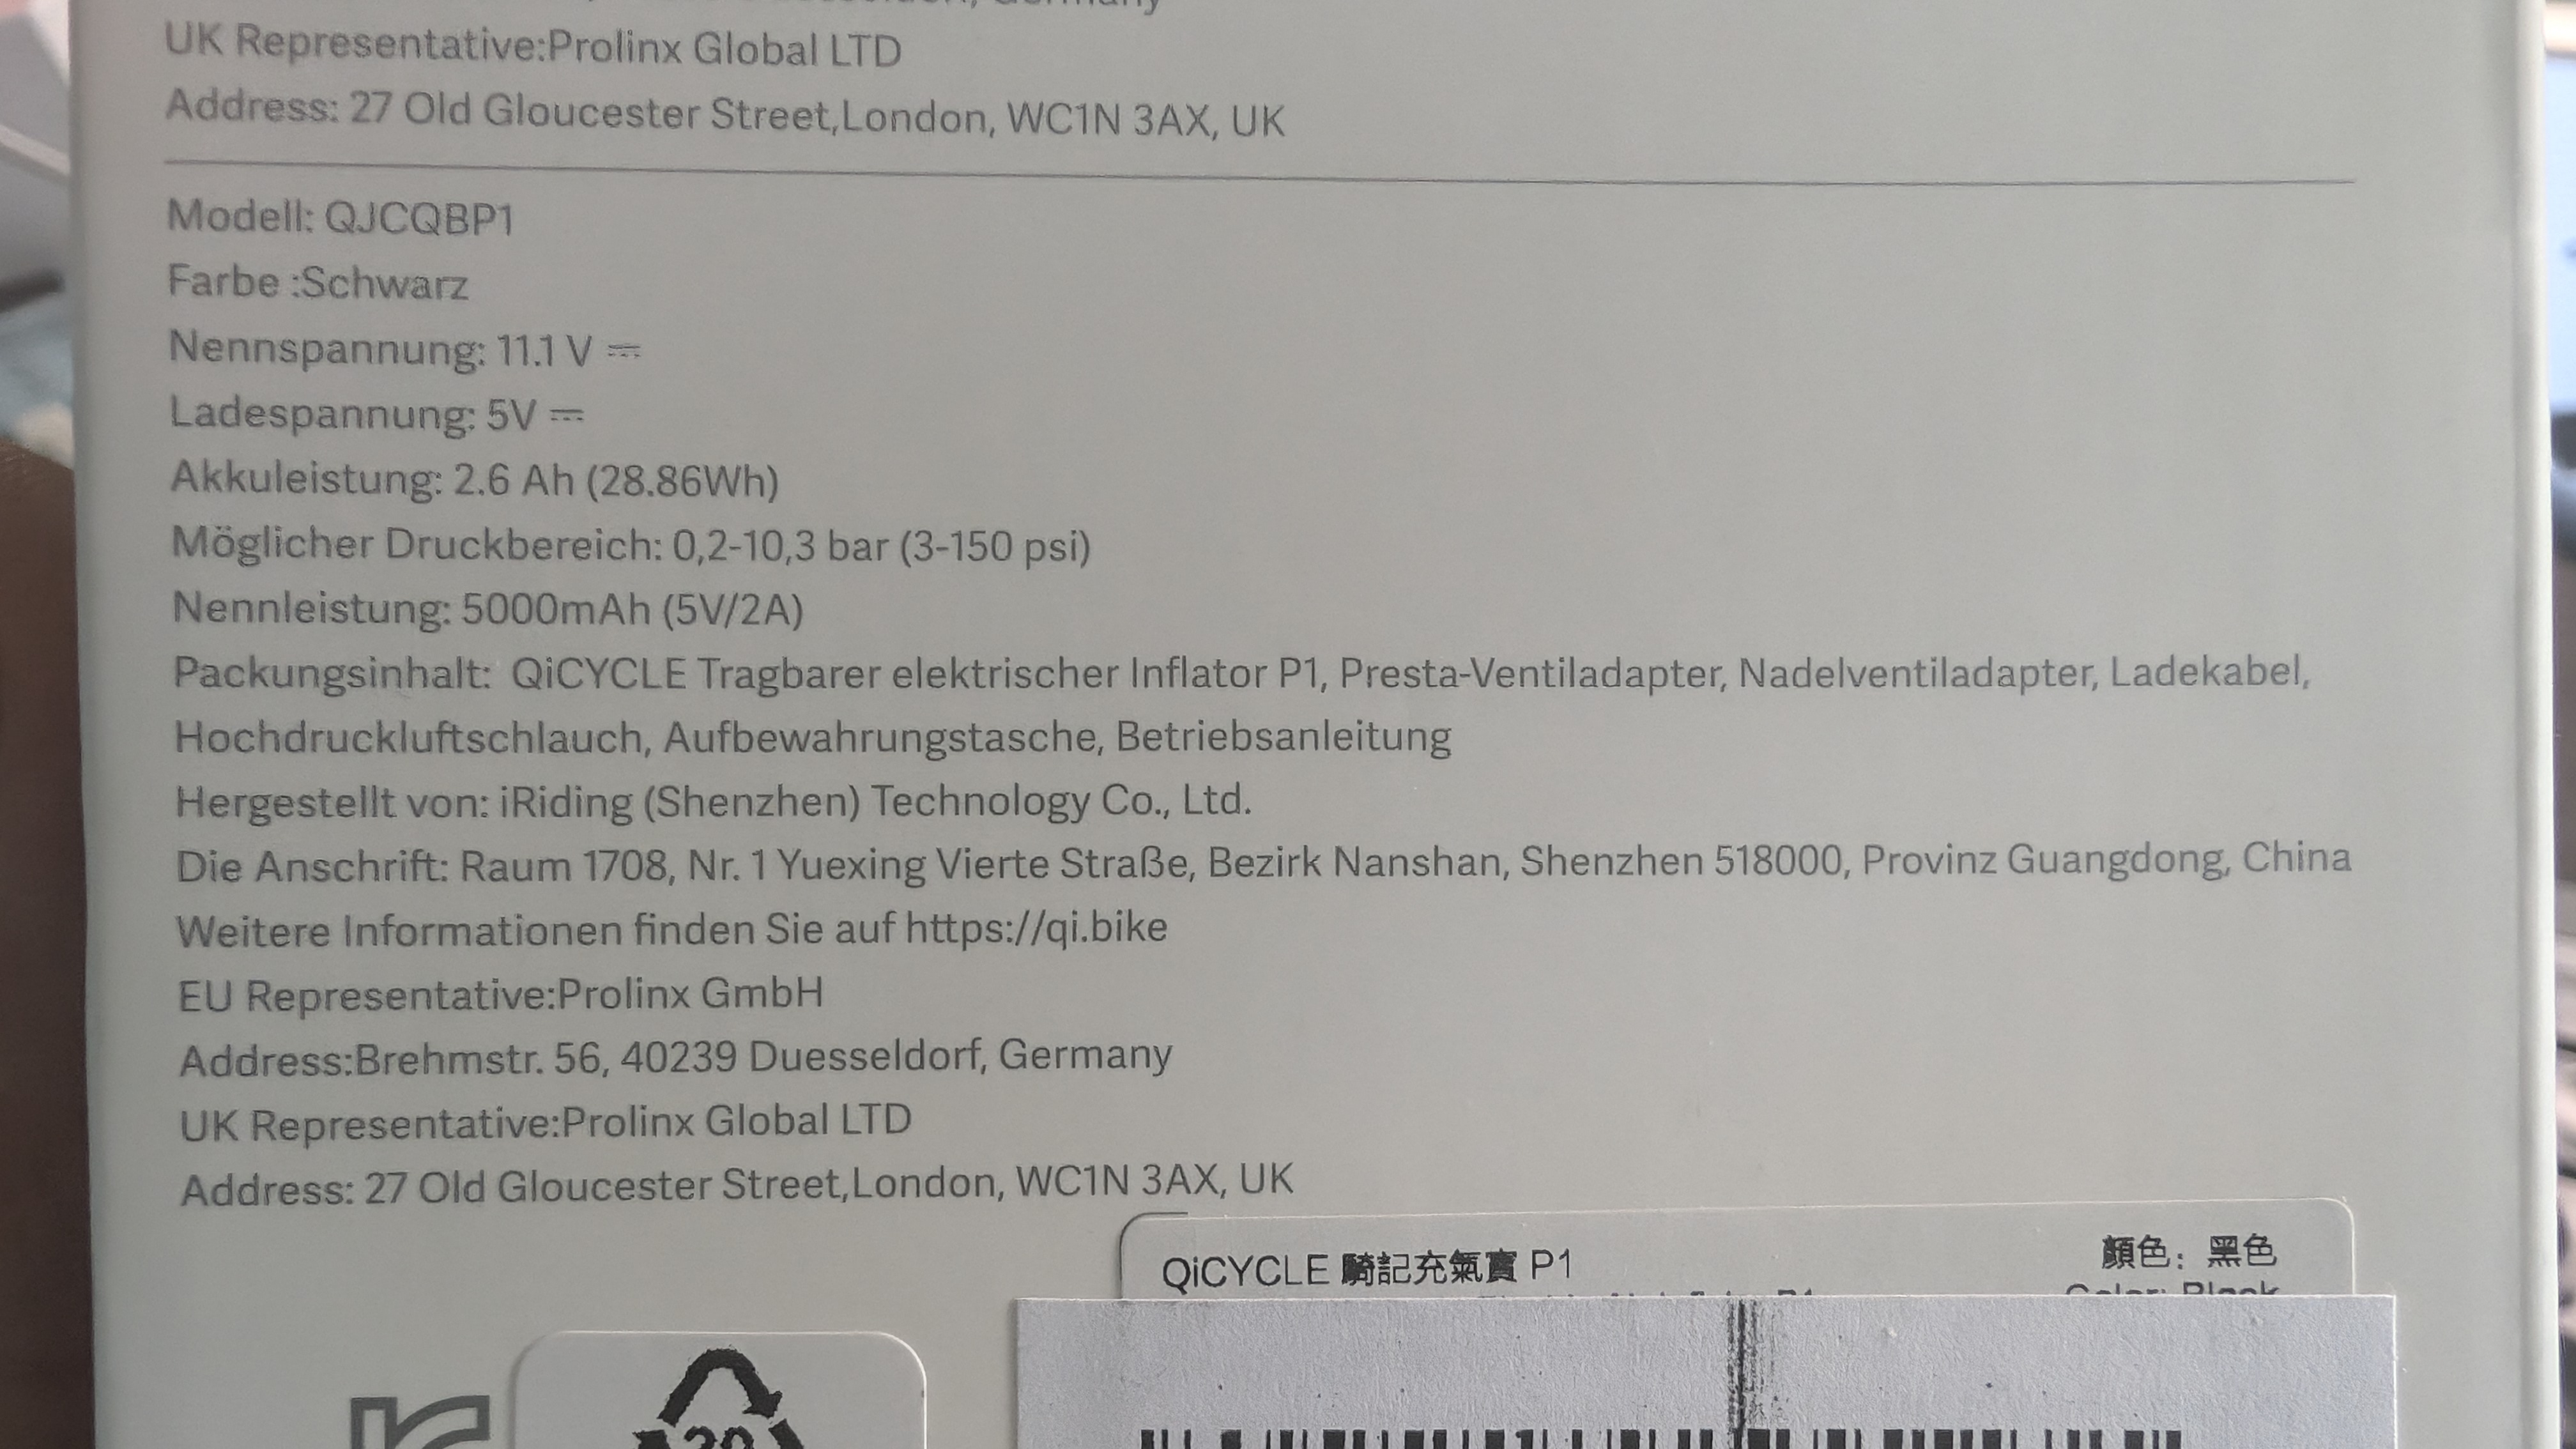 Germany
UK Representative:Prolinx Global LTD
Address: 27 Old Gloucester Street,London, WC1N 3AX, UK
Modell: QJCQBP1
Farbe :Schwarz
Nennspannung: 11.1 V ⎓
Ladespannung: 5V ⎓
Akkuleistung: 2.6 Ah (28.86Wh)
Möglicher Druckbereich: 0,2-10,3 bar (3-150 psi)
Nennleistung: 5000mAh (5V/2A)
Packungsinhalt: QiCYCLE Tragbarer elektrischer Inflator P1, Presta-Ventiladapter, Nadelventiladapter, Ladekabel,
Hochdruckluftschlauch, Aufbewahrungstasche, Betriebsanleitung
Hergestellt von: iRiding (Shenzhen) Technology Co., Ltd.
Die Anschrift: Raum 1708, Nr. 1 Yuexing Vierte Straße, Bezirk Nanshan, Shenzhen 518000, Provinz Guangdong, China
Weitere Informationen finden Sie auf https://qi.bike
EU Representative:Prolinx GmbH
Address:Brehmstr. 56, 40239 Duesseldorf, Germany
UK Representative:Prolinx Global LTD
Address: 27 Old Gloucester Street,London, WC1N 3AX, UK
QiCYCLE 騎記充氣寶 P1
顏色：黑色
Color: Black
20